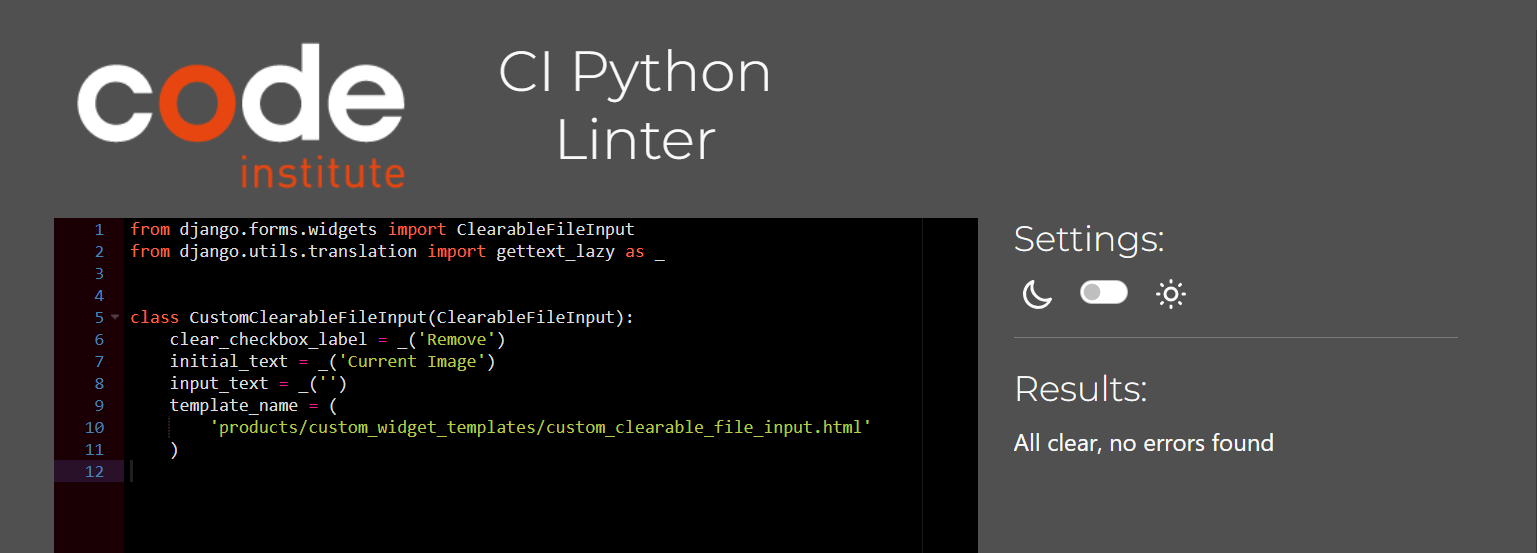 code
institute
CI Python
Linter
1 from django.forms.widgets import ClearableFileInput
2 from django.utils.translation import gettext_lazy as _
3
4
5 class CustomClearableFileInput(ClearableFileInput):
6     clear_checkbox_label = _('Remove')
7     initial_text = _('Current Image')
8     input_text = _('')
9     template_name = (
10         'products/custom_widget_templates/custom_clearable_file_input.html'
11     )
12
Settings:
Results:
All clear, no errors found